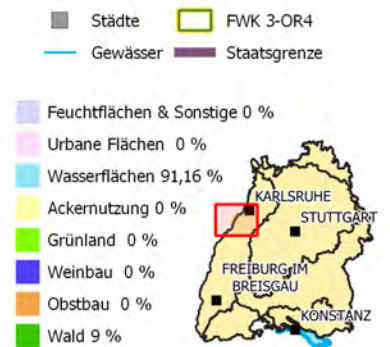 Städte
FWK 3-OR4
Gewässer
Staatsgrenze
Feuchtflächen & Sonstige 0 %
Urbane Flächen 0 %
Wasserflächen 91,16 %
Ackernutzung 0 %
Grünland 0 %
Weinbau 0 %
Obstbau 0 %
Wald 9 %
KARLSRUHE
STUTTGART
FREIBURG IM
BREISGAU
KONSTANZ